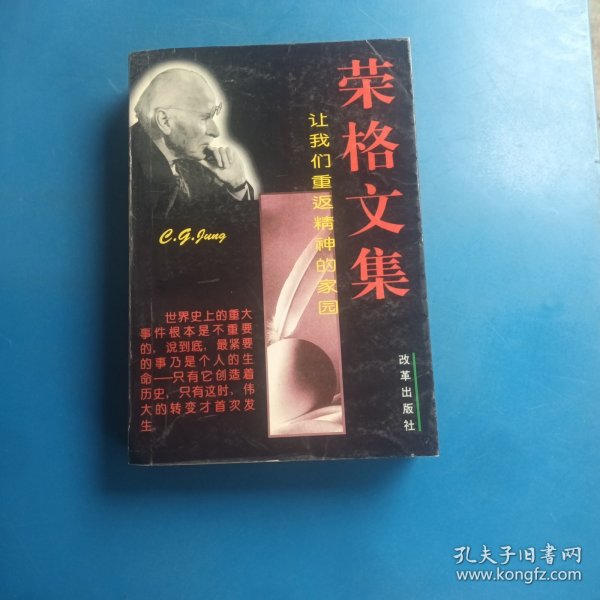 荣格文集
让我们重返精神的家园
C.G.Jung
世界史上的重大
事件根本是不重要
的，说到底，最紧要
的事乃是个人的生
命——只有它创造着
历史，只有这时，伟
大的转变才首次发
生
改革出版社
孔夫子旧书网
www.kongfz.com